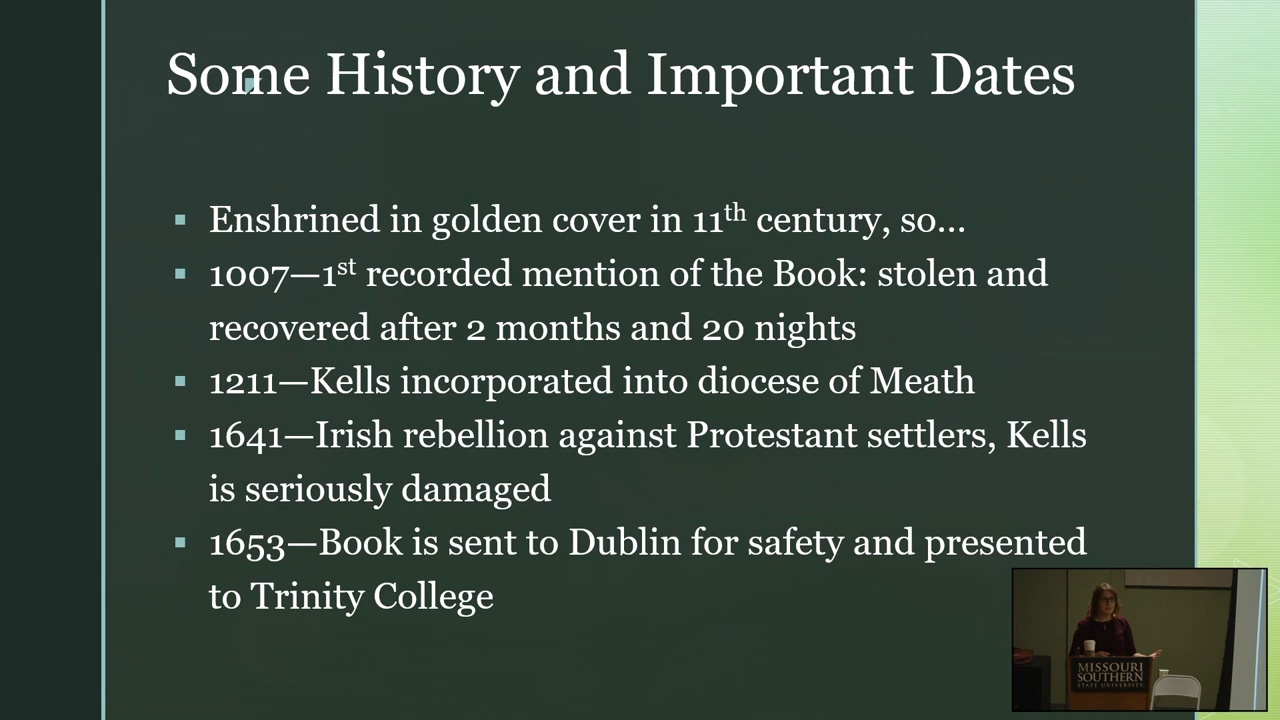 Some History and Important Dates
▪ Enshrined in golden cover in 11th century, so...
▪ 1007—1st recorded mention of the Book: stolen and
recovered after 2 months and 20 nights
▪ 1211—Kells incorporated into diocese of Meath
▪ 1641—Irish rebellion against Protestant settlers, Kells
is seriously damaged
▪ 1653—Book is sent to Dublin for safety and presented
to Trinity College
MISSOURI
SOUTHERN
STATE UNIVERSITY